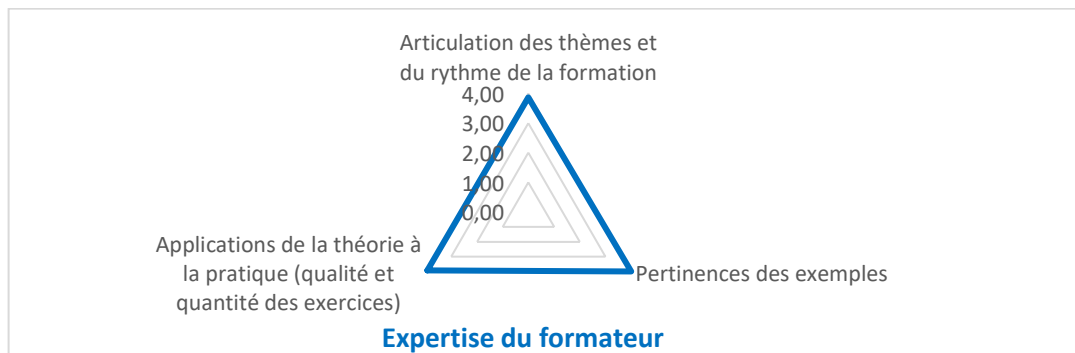 Articulation des thèmes et
du rythme de la formation
4,00
3,00
2,00
1,00
0,00
Applications de la théorie à
la pratique (qualité et
quantité des exercices)
Pertinences des exemples
Expertise du formateur